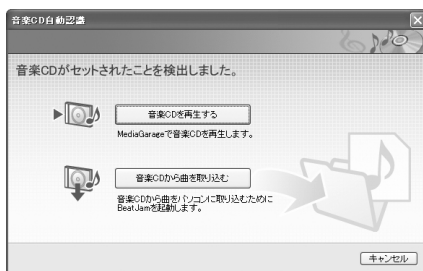 音楽CD自動認識
音楽CDがセットされたことを検出しました。
音楽CDを再生する
MediaGarageで音楽CDを再生します。
音楽CDから曲を取り込む
音楽CDから曲をパソコンに取り込むために
BeatJamを起動します。
キャンセル